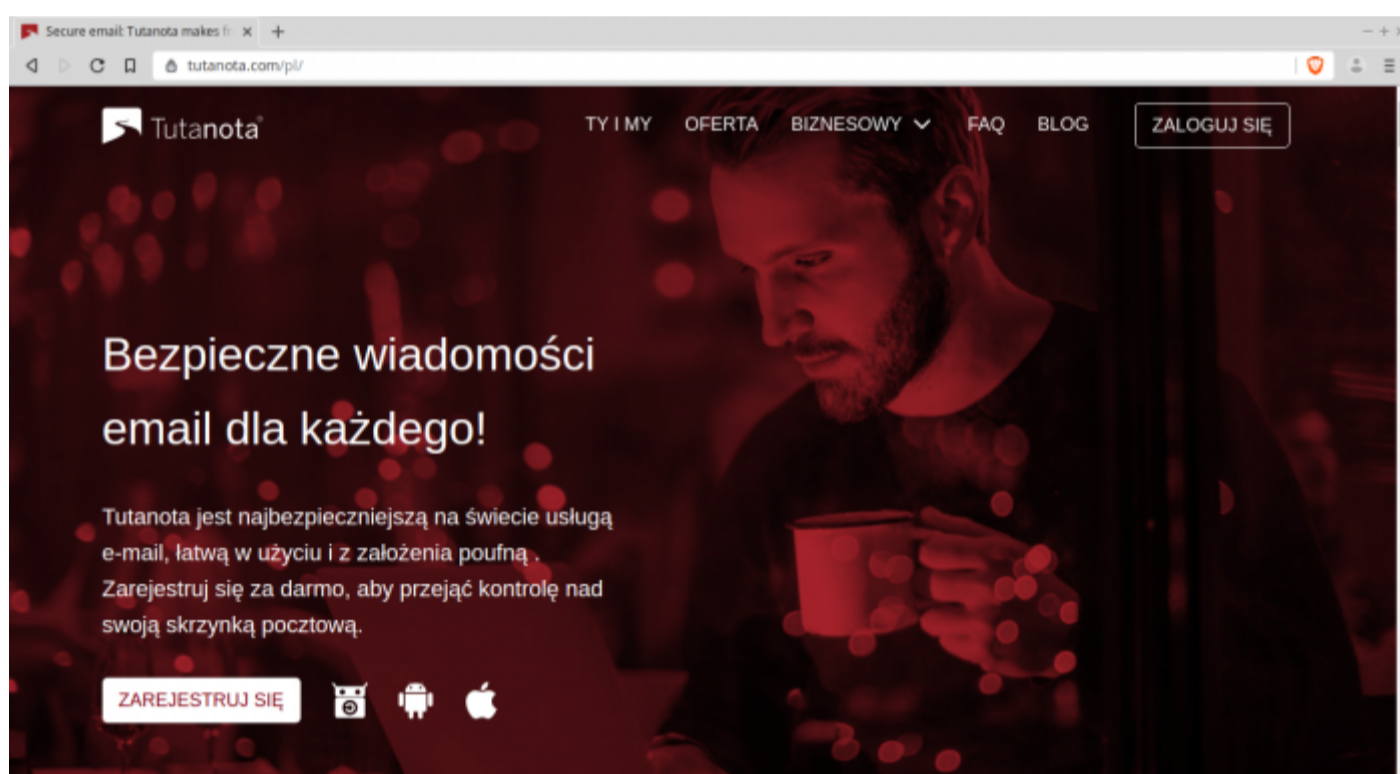 Secure email: Tutanota makes fr
tutanota.com/pl/
Tutanota
TY I MY OFERTA BIZNESOWY FAQ BLOG ZALOGUJ SIĘ
Bezpieczne wiadomości
email dla każdego!
Tutanota jest najbezpieczniejszą na świecie usługą
e-mail, łatwą w użyciu i z założenia poufną .
Zarejestruj się za darmo, aby przejąć kontrolę nad
swoją skrzynką pocztową.
ZAREJESTRUJ SIĘ